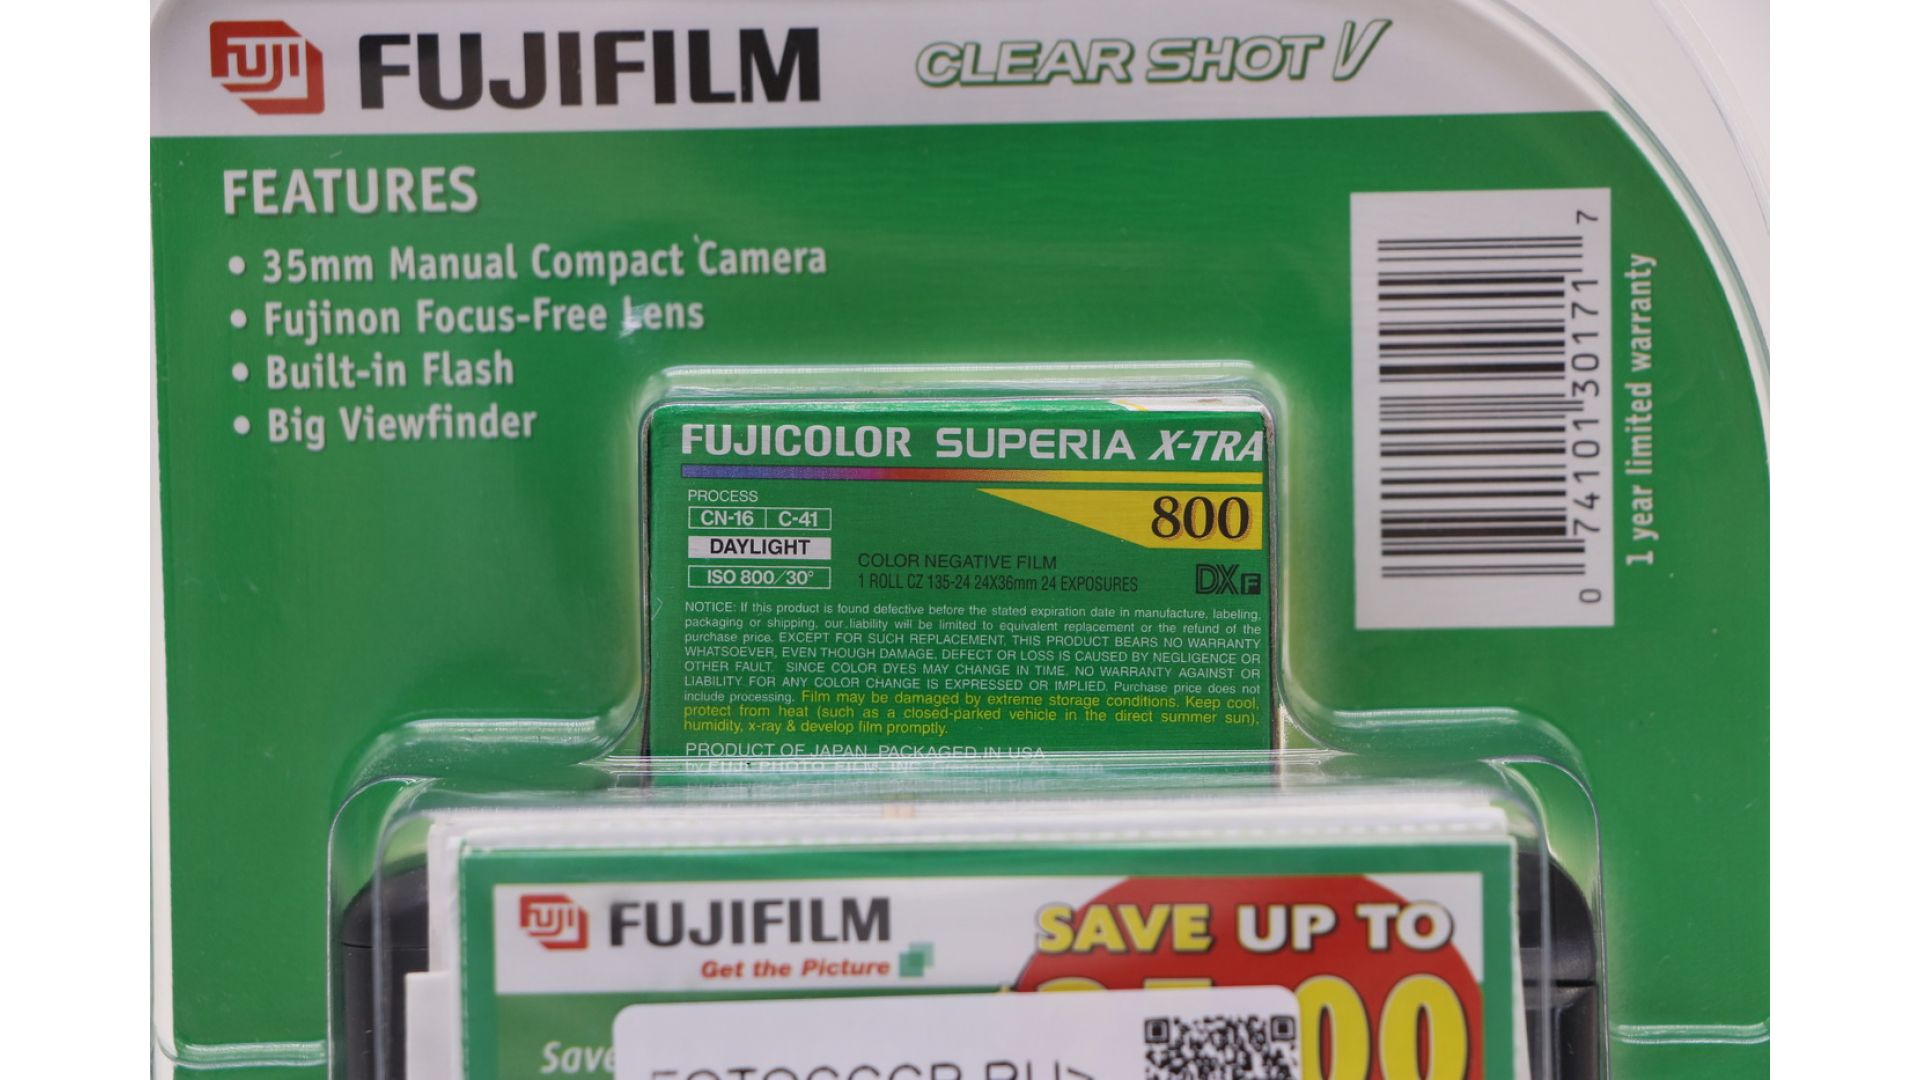 FUJI FUJIFILM CLEAR SHOT V
FEATURES
• 35mm Manual Compact Camera
• Fujinon Focus-Free Lens
• Built-in Flash
• Big Viewfinder
0 74101 30171 7
1 year limited warranty
FUJICOLOR SUPERIA X-TRA
800
PROCESS
CN-16 C-41
DAYLIGHT
ISO 800/30°
COLOR NEGATIVE FILM
1 ROLL CZ 135-24 24X36mm 24 EXPOSURES
DX F
NOTICE: If this product is found defective before the stated expiration date in manufacture, labeling,
packaging or shipping, our liability will be limited to equivalent replacement or the refund of the
purchase price. EXCEPT FOR SUCH REPLACEMENT, THIS PRODUCT BEARS NO WARRANTY
WHATSOEVER, EVEN THOUGH DAMAGE, DEFECT OR LOSS IS CAUSED BY NEGLIGENCE OR
OTHER FAULT. SINCE COLOR DYES MAY CHANGE IN TIME, NO WARRANTY AGAINST OR
LIABILITY FOR ANY COLOR CHANGE IS EXPRESSED OR IMPLIED. Purchase price does not
include processing. Film may be damaged by extreme storage conditions. Keep cool,
protect from heat (such as a closed-parked vehicle in the direct summer sun),
humidity, x-ray & develop film promptly.
PRODUCT OF JAPAN. PACKAGED IN USA
by FUJI PHOTO FILM, INC.
FUJI FUJIFILM
Get the Picture
SAVE UP TO
00
Save